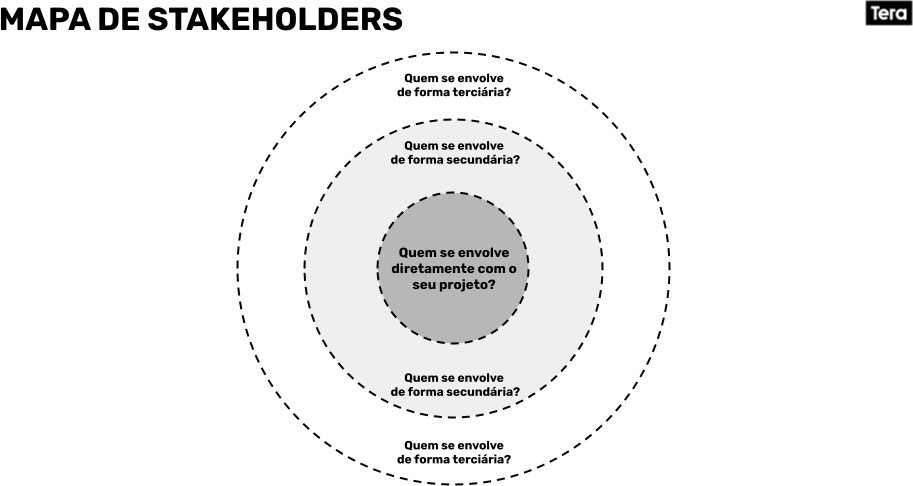 MAPA DE STAKEHOLDERS
Tera
Quem se envolve
de forma terciária?
Quem se envolve
de forma secundária?
Quem se envolve
diretamente com o
seu projeto?
Quem se envolve
de forma secundária?
Quem se envolve
de forma terciária?